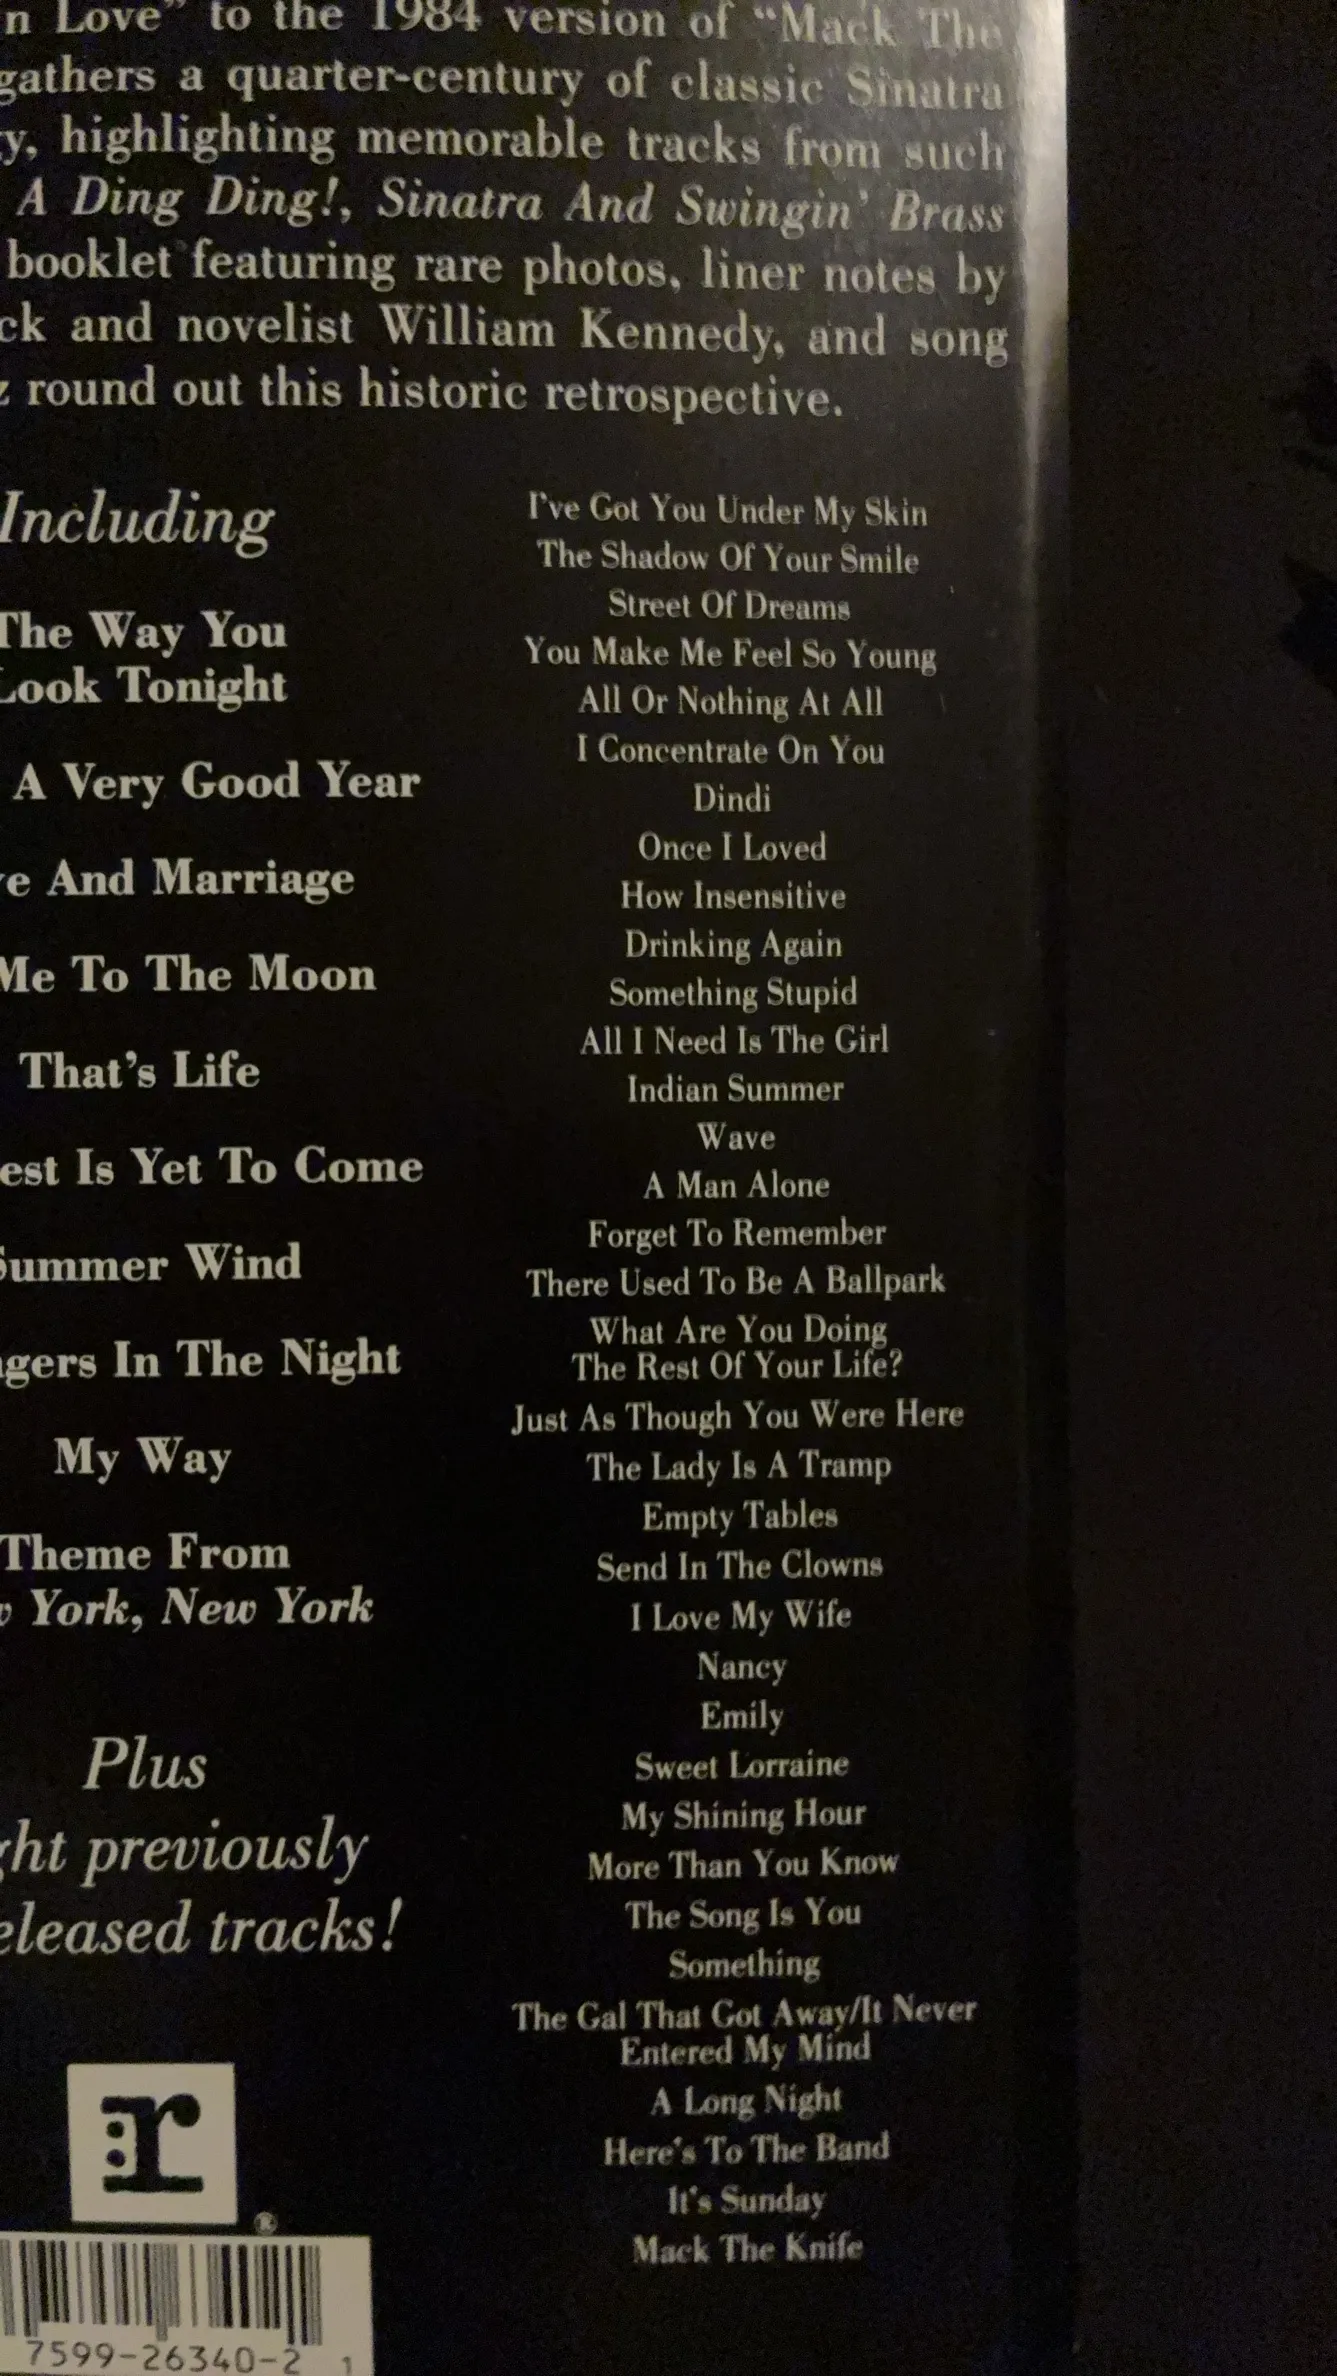 n Love" to the 1984 version of "Mack The
gathers a quarter-century of classic Sinatra
y, highlighting memorable tracks from such
A Ding Ding!, Sinatra And Swingin' Brass
booklet featuring rare photos, liner notes by
ck and novelist William Kennedy, and song
z round out this historic retrospective.
Including
The Way You
Look Tonight
A Very Good Year
e And Marriage
Me To The Moon
That's Life
est Is Yet To Come
Summer Wind
gers In The Night
My Way
Theme From
York, New York
Plus
ght previously
eleased tracks!
r
®
7599-26340-2 1
I've Got You Under My Skin
The Shadow Of Your Smile
Street Of Dreams
You Make Me Feel So Young
All Or Nothing At All
I Concentrate On You
Dindi
Once I Loved
How Insensitive
Drinking Again
Something Stupid
All I Need Is The Girl
Indian Summer
Wave
A Man Alone
Forget To Remember
There Used To Be A Ballpark
What Are You Doing
The Rest Of Your Life?
Just As Though You Were Here
The Lady Is A Tramp
Empty Tables
Send In The Clowns
I Love My Wife
Nancy
Emily
Sweet Lorraine
My Shining Hour
More Than You Know
The Song Is You
Something
The Gal That Got Away/It Never
Entered My Mind
A Long Night
Here's To The Band
It's Sunday
Mack The Knife